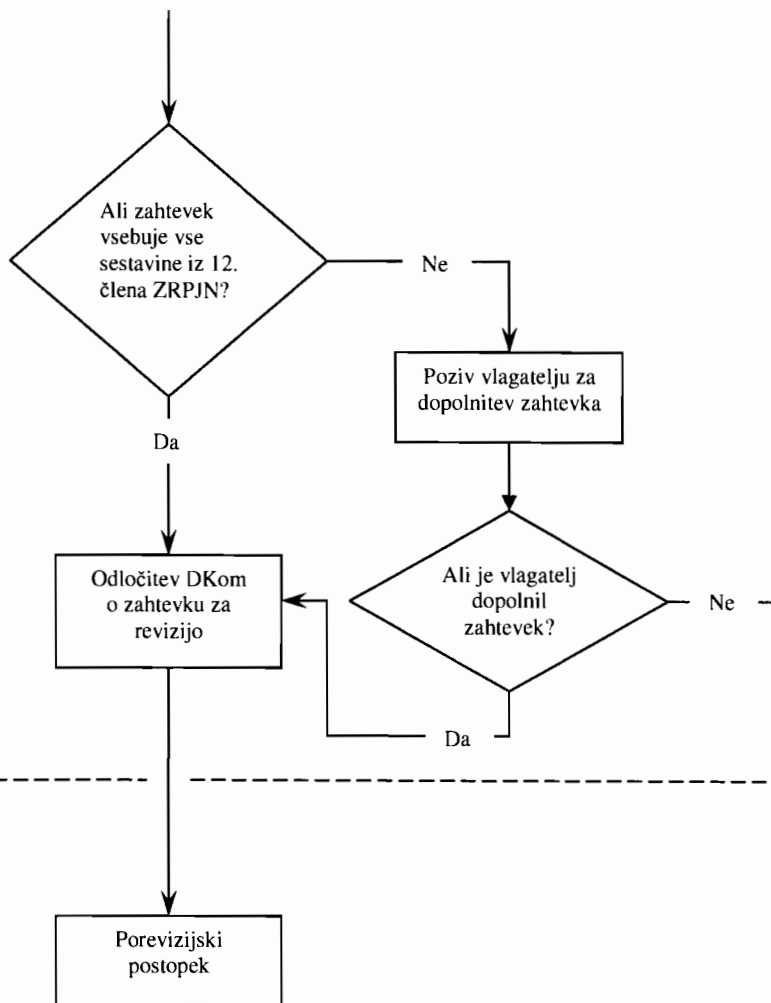 Ali zahtevek
vsebuje vse
sestavine iz 12.
člena ZRPJN?
Ne
Poziv vlagatelju za
dopolnitev zahtevka
Da
Odločitev DKom
o zahtevku za
revizijo
Ali je vlagatelj
dopolnil
zahtevek?
Ne
Da
Porevizijski
postopek